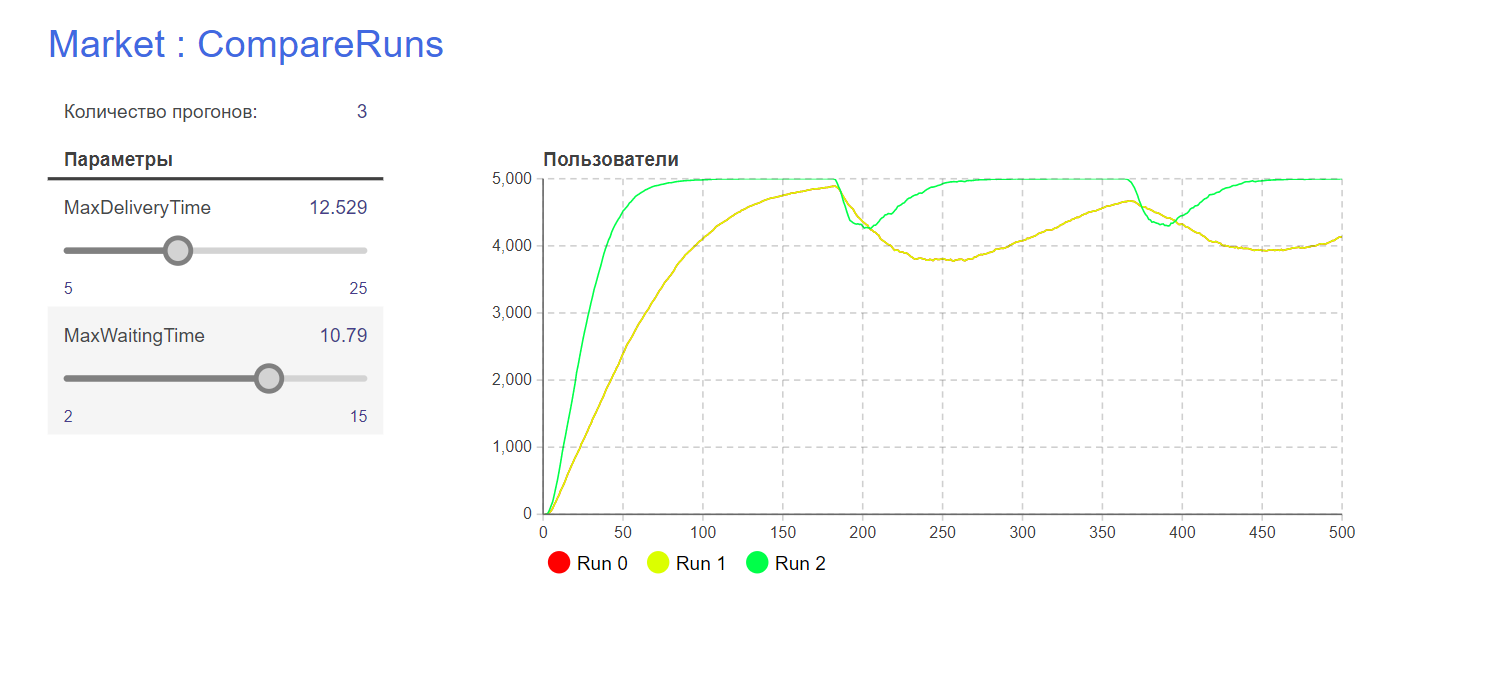 Market : CompareRuns
Количество прогонов: 3
Параметры
MaxDeliveryTime 12.529
5 25
MaxWaitingTime 10.79
2 15
Пользователи
5,000
4,000
3,000
2,000
1,000
0
0 50 100 150 200 250 300 350 400 450 500
Run 0 Run 1 Run 2